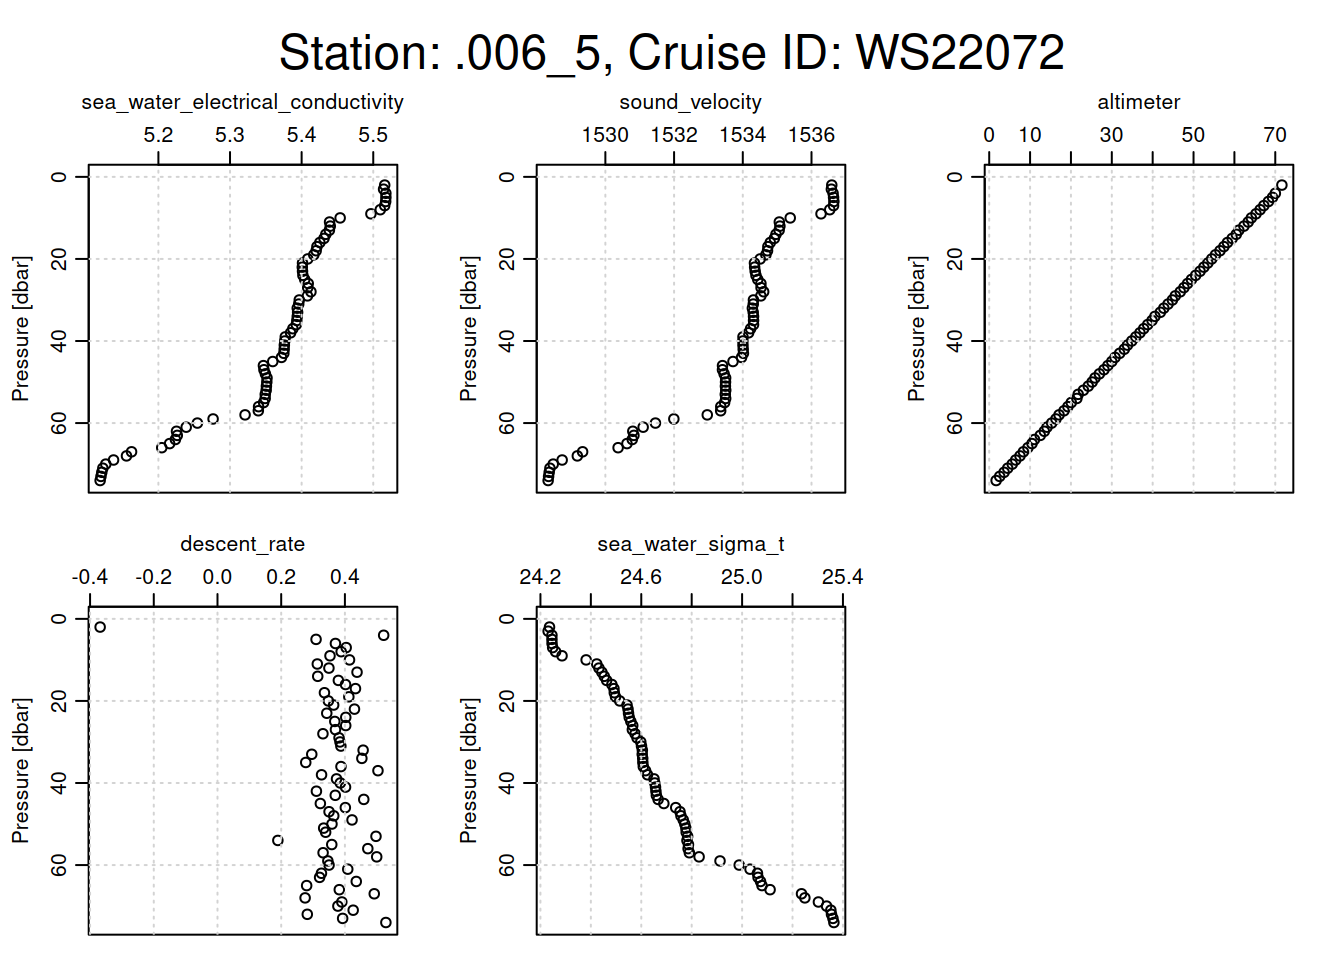 Station: .006_5, Cruise ID: WS22072
sea_water_electrical_conductivity
5.2 5.3 5.4 5.5
Pressure [dbar]
0
20
40
60
sound_velocity
1530 1532 1534 1536
Pressure [dbar]
0
20
40
60
altimeter
0 10 30 50 70
Pressure [dbar]
0
20
40
60
descent_rate
-0.4 -0.2 0.0 0.2 0.4
Pressure [dbar]
0
20
40
60
sea_water_sigma_t
24.2 24.6 25.0 25.4
Pressure [dbar]
0
20
40
60